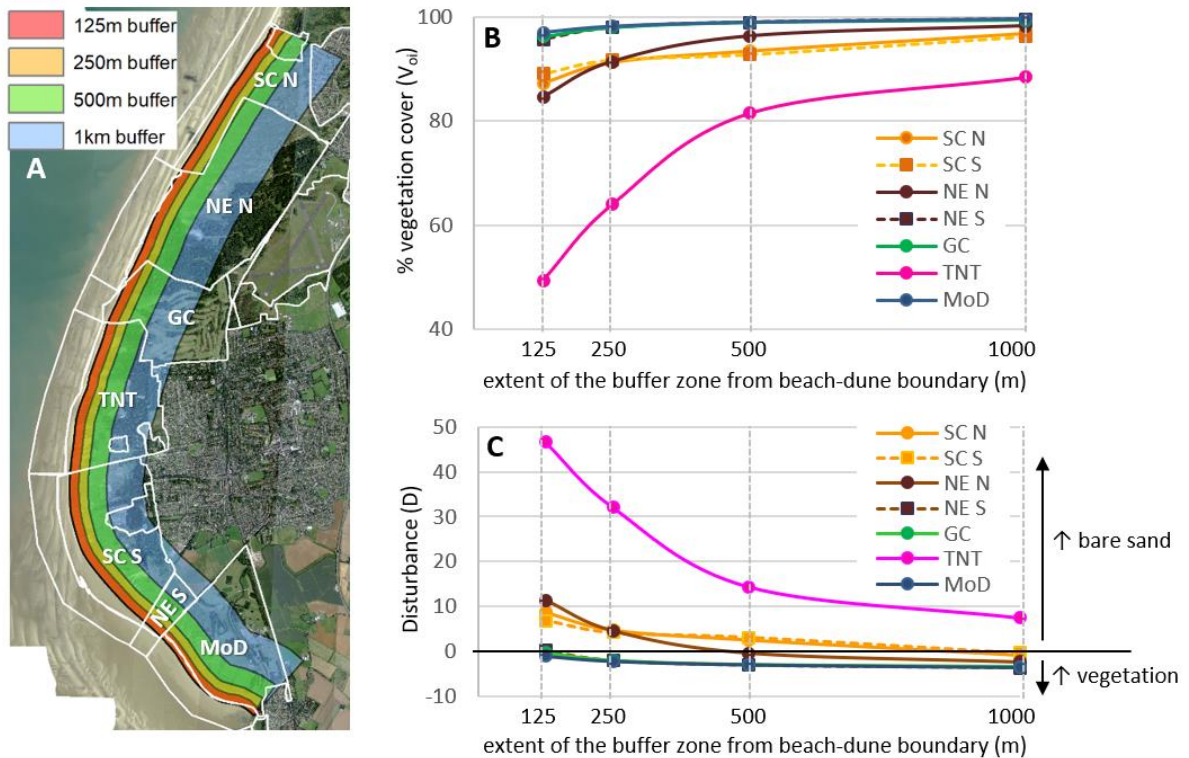 125m buffer
250m buffer
500m buffer
1km buffer
A
SC N
NE N
GC
TNT
SC S
NE S
MoD
B
% vegetation cover (Voi)
100
80
60
40
125 250 500 1000
extent of the buffer zone from beach-dune boundary (m)
SC N
SC S
NE N
NE S
GC
TNT
MoD
C
Disturbance (D)
50
40
30
20
10
0
-10
125 250 500 1000
extent of the buffer zone from beach-dune boundary (m)
SC N
SC S
NE N
NE S
GC
TNT
MoD
↑ bare sand
↑ vegetation